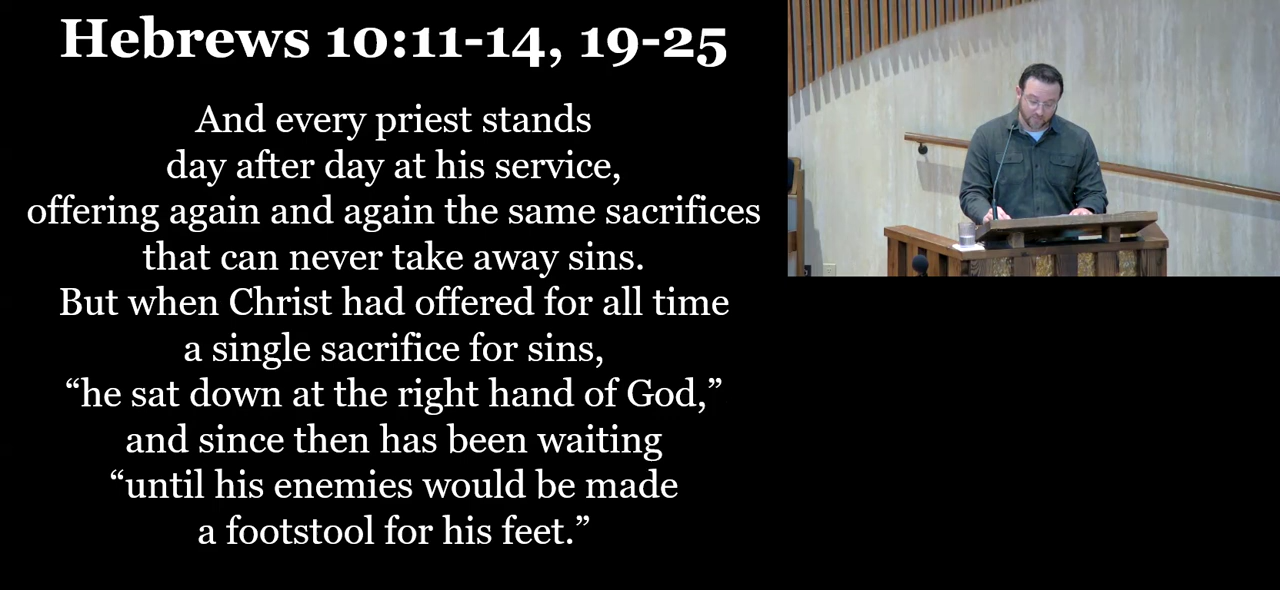 Hebrews 10:11-14, 19-25
And every priest stands
day after day at his service,
offering again and again the same sacrifices
that can never take away sins.
But when Christ had offered for all time
a single sacrifice for sins,
“he sat down at the right hand of God,”
and since then has been waiting
“until his enemies would be made
a footstool for his feet.”